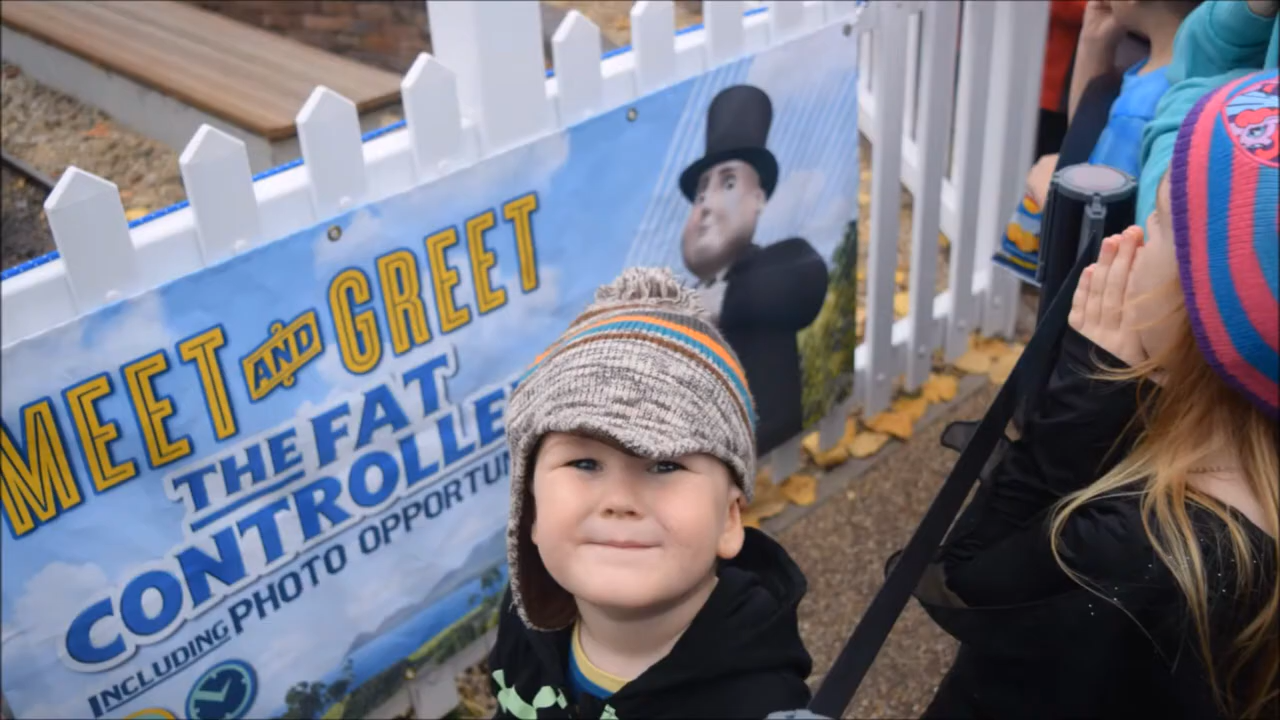 MEET AND GREET
THE FAT
CONTROLLE
INCLUDING PHOTO OPPORTUN